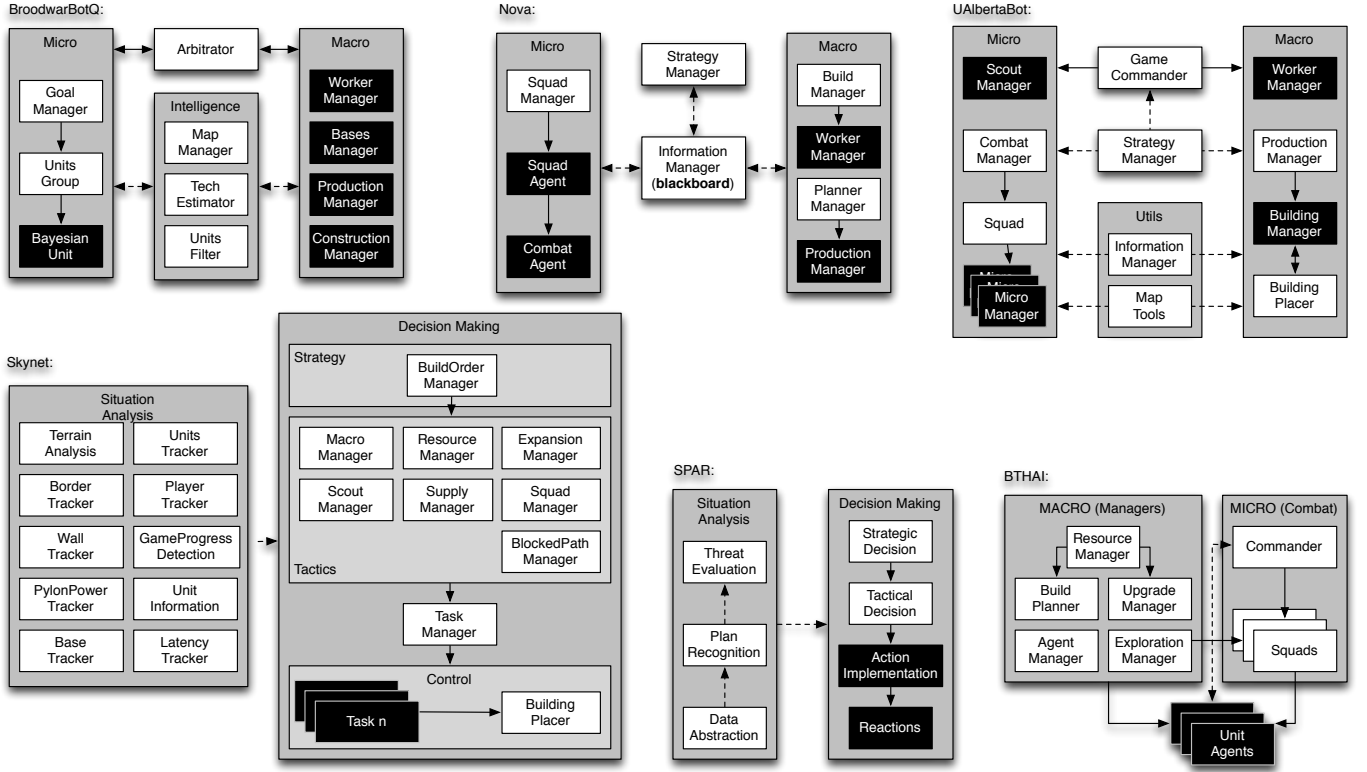 BroodwarBotQ:
Micro
Arbitrator
Macro
Goal
Manager
Units
Group
Bayesian
Unit
Intelligence
Map
Manager
Tech
Estimator
Units
Filter
Worker
Manager
Bases
Manager
Production
Manager
Construction
Manager
Nova:
Micro
Squad
Manager
Squad
Agent
Combat
Agent
Strategy
Manager
Information
Manager
(blackboard)
Macro
Build
Manager
Worker
Manager
Planner
Manager
Production
Manager
UAlbertaBot:
Micro
Scout
Manager
Combat
Manager
Squad
Micro
Micro
Micro
Manager
Game
Commander
Strategy
Manager
Utils
Information
Manager
Map
Tools
Macro
Worker
Manager
Production
Manager
Building
Manager
Building
Placer
Skynet:
Situation
Analysis
Terrain
Analysis
Units
Tracker
Border
Tracker
Player
Tracker
Wall
Tracker
GameProgress
Detection
PylonPower
Tracker
Unit
Information
Base
Tracker
Latency
Tracker
Decision Making
Strategy
BuildOrder
Manager
Macro
Manager
Resource
Manager
Expansion
Manager
Scout
Manager
Supply
Manager
Squad
Manager
BlockedPath
Manager
Tactics
Task
Manager
Control
Task n
Building
Placer
SPAR:
Situation
Analysis
Threat
Evaluation
Plan
Recognition
Data
Abstraction
Decision Making
Strategic
Decision
Tactical
Decision
Action
Implementation
Reactions
BTHAI:
MACRO (Managers)
Resource
Manager
Build
Planner
Upgrade
Manager
Agent
Manager
Exploration
Manager
MICRO (Combat)
Commander
Squads
Unit
Agents